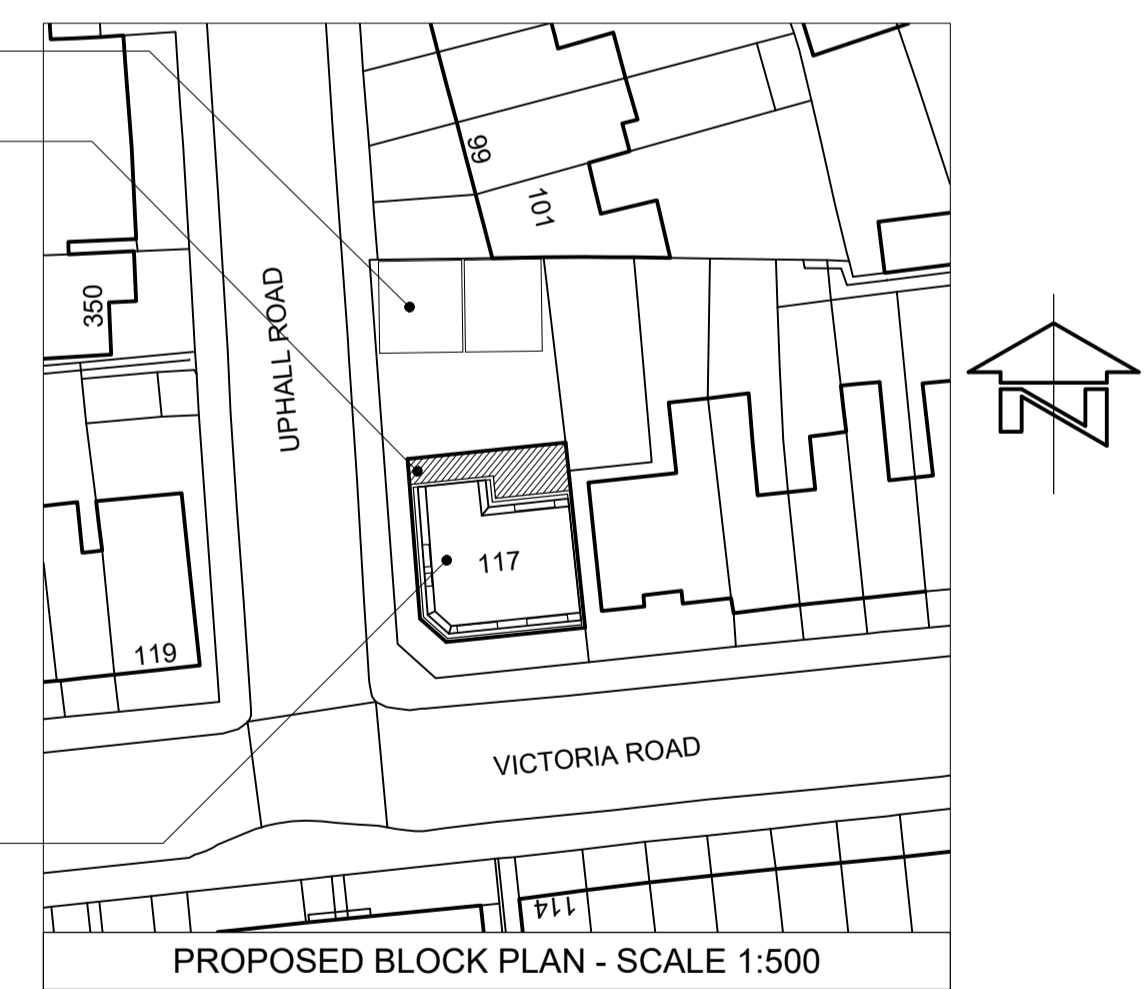 99
101
350
UPHALL ROAD
117
119
VICTORIA ROAD
114
PROPOSED BLOCK PLAN - SCALE 1:500
N